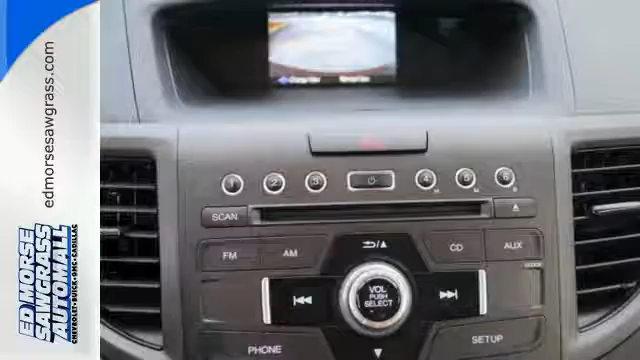 edmorsesawgrass.com
ED MORSE
SAWGRASS
AUTOMALL
CHEVROLET•BUICK•GMC•CADILLAC
1 2 3 4 5 6
SCAN
FM AM CD AUX
VOL
PUSH
SELECT
PHONE SETUP